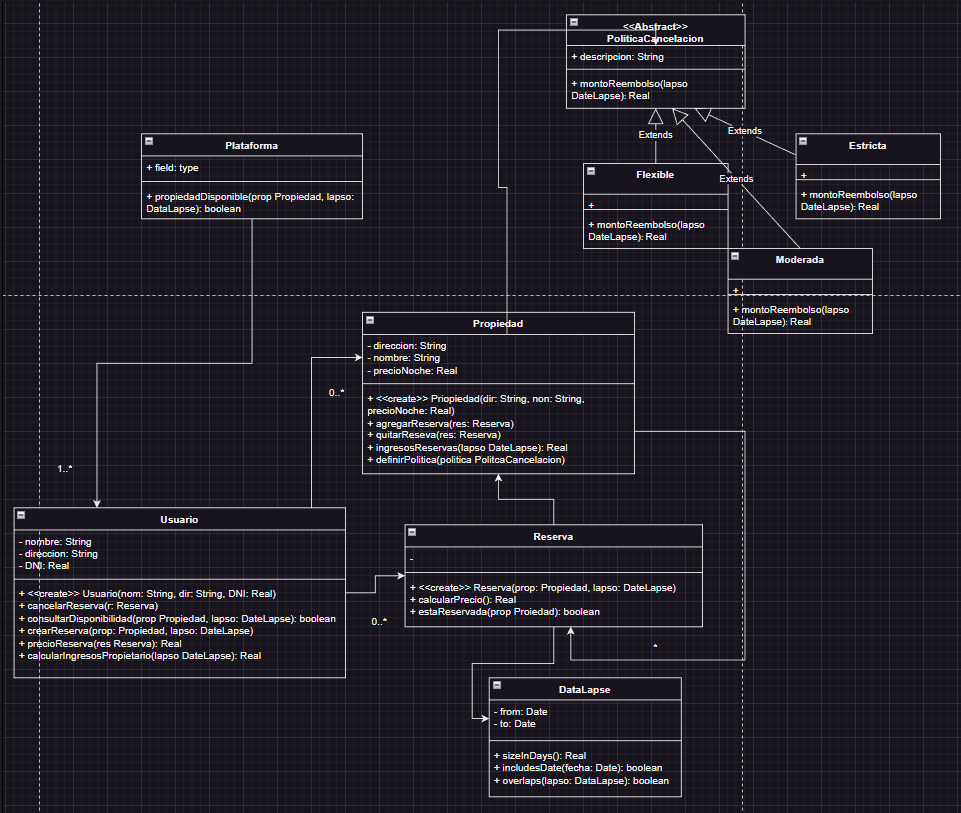 <<Abstract>>
PoliticaCancelacion
+ descripcion: String
+ montoReembolso(lapso
DateLapse): Real
Extends
Extends
Extends
Plataforma
+ field: type
+ propiedadDisponible(prop Propiedad, lapso:
DataLapse): boolean
Estricta
+
+ montoReembolso(lapso
DateLapse): Real
Flexible
+
+ montoReembolso(lapso
DateLapse): Real
Moderada
+
+ montoReembolso(lapso
DateLapse): Real
Propiedad
- direccion: String
- nombre: String
- precioNoche: Real
+ <<create>> Priopiedad(dir: String, non: String,
precioNoche: Real)
+ agregarReserva(res: Reserva)
+ quitarReseva(res: Reserva)
+ ingresosReservas(lapso DateLapse): Real
+ definirPolitica(politica PolitcaCancelacion)
0..*
1..*
Usuario
- nombre: String
- direccion: String
- DNI: Real
+ <<create>> Usuario(nom: String, dir: String, DNI: Real)
+ cancelarReserva(r: Reserva)
+ consultarDisponibilidad(prop Propiedad, lapso: DateLapse): boolean
+ crearReserva(prop: Propiedad, lapso: DateLapse)
+ precioReserva(res Reserva): Real
+ calcularIngresosPropietario(lapso DateLapse): Real
0..*
Reserva
-
+ <<create>> Reserva(prop: Propiedad, lapso: DateLapse)
+ calcularPrecio(): Real
+ estaReservada(prop Proiedad): boolean
*
DataLapse
- from: Date
- to: Date
+ sizeInDays(): Real
+ includesDate(fecha: Date): boolean
+ overlaps(lapso: DataLapse): boolean